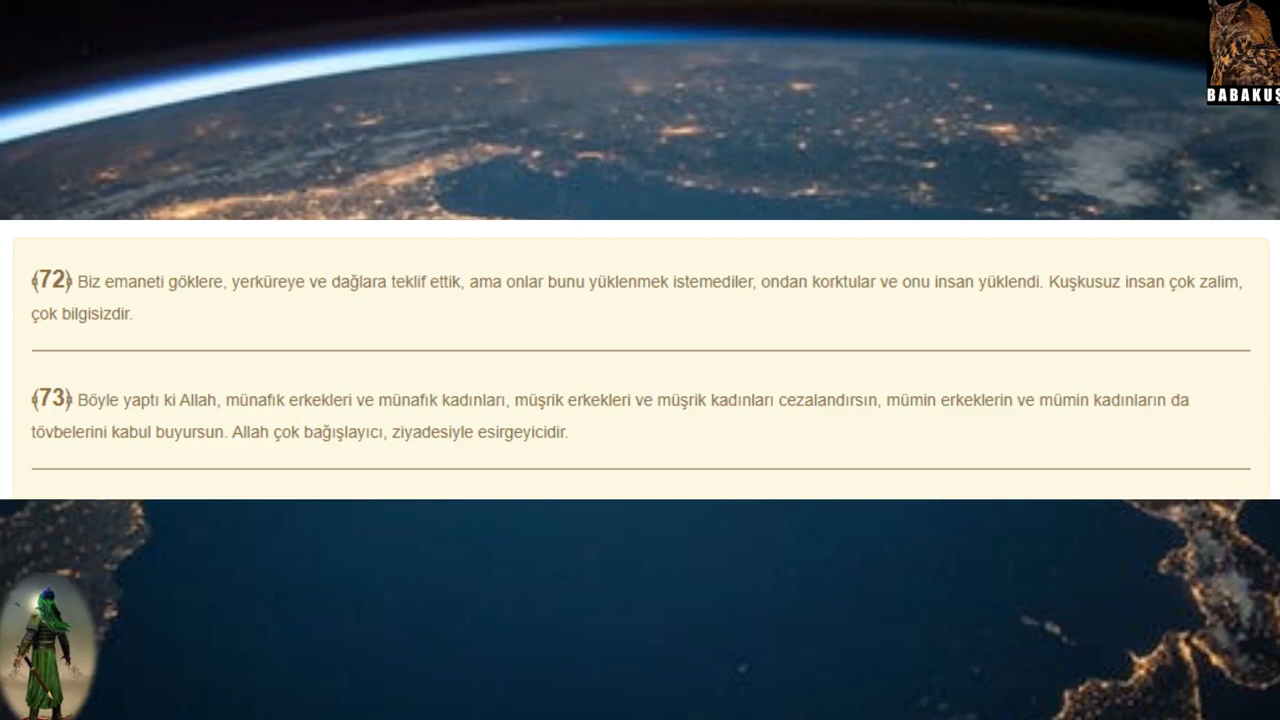 BABAKUŞ
﴾72﴿ Biz emaneti göklere, yerküreye ve dağlara teklif ettik, ama onlar bunu yüklenmek istemediler, ondan korktular ve onu insan yüklendi. Kuşkusuz insan çok zalim,
çok bilgisizdir.
﴾73﴿ Böyle yaptı ki Allah, münafık erkekleri ve münafık kadınları, müşrik erkekleri ve müşrik kadınları cezalandırsın, mümin erkeklerin ve mümin kadınların da
tövbelerini kabul buyursun. Allah çok bağışlayıcı, ziyadesiyle esirgeyicidir.